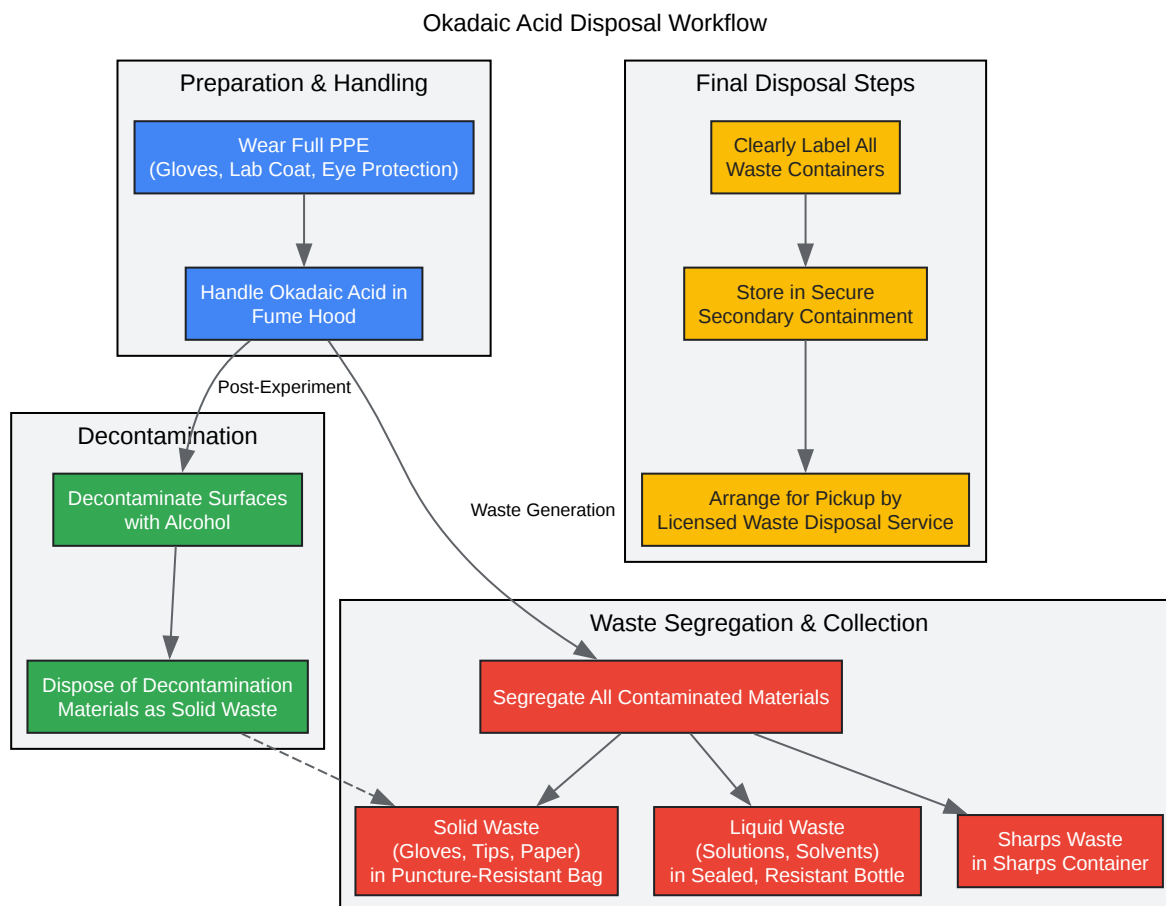 Okadaic Acid Disposal Workflow
Preparation & Handling
Wear Full PPE
(Gloves, Lab Coat, Eye Protection)
Handle Okadaic Acid in
Fume Hood
Final Disposal Steps
Clearly Label All
Waste Containers
Store in Secure
Secondary Containment
Arrange for Pickup by
Licensed Waste Disposal Service
Post-Experiment
Waste Generation
Decontamination
Decontaminate Surfaces
with Alcohol
Dispose of Decontamination
Materials as Solid Waste
Waste Segregation & Collection
Segregate All Contaminated Materials
Solid Waste
(Gloves, Tips, Paper)
in Puncture-Resistant Bag
Liquid Waste
(Solutions, Solvents)
in Sealed, Resistant Bottle
Sharps Waste
in Sharps Container